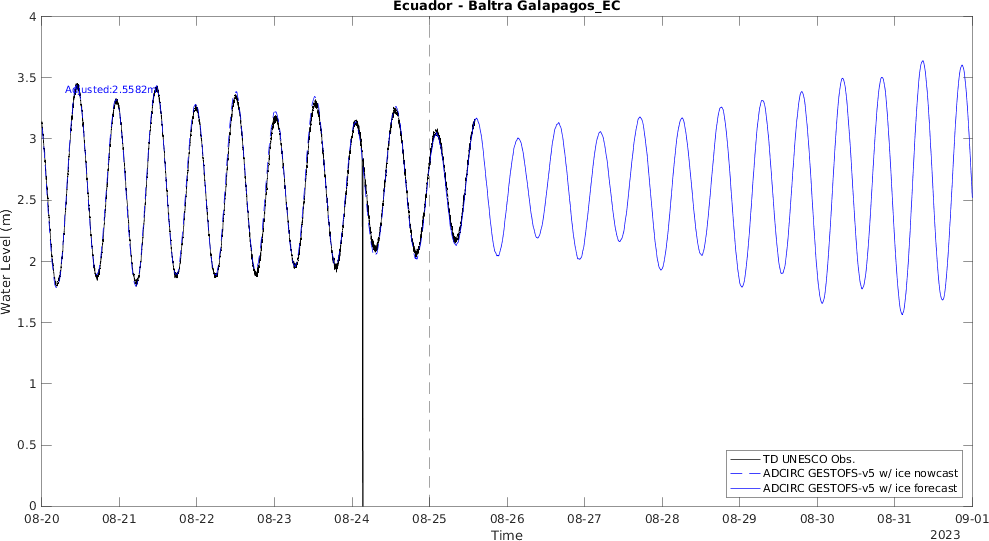 Ecuador - Baltra Galapagos_EC
Water Level (m)
4
3.5
3
2.5
2
1.5
1
0.5
0
Adjusted:2.5582m
TD UNESCO Obs.
ADCIRC GESTOFS-v5 w/ ice nowcast
ADCIRC GESTOFS-v5 w/ ice forecast
08-20 08-21 08-22 08-23 08-24 08-25 08-26 08-27 08-28 08-29 08-30 08-31 09-01
Time
2023